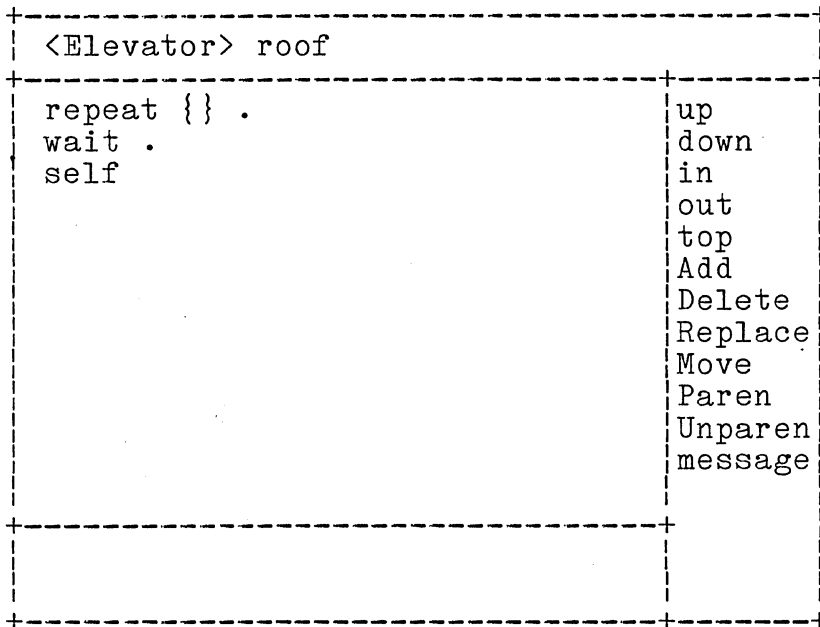 <Elevator> roof
repeat {} .
wait .
self
up
down
in
out
top
Add
Delete
Replace
Move
Paren
Unparen
message